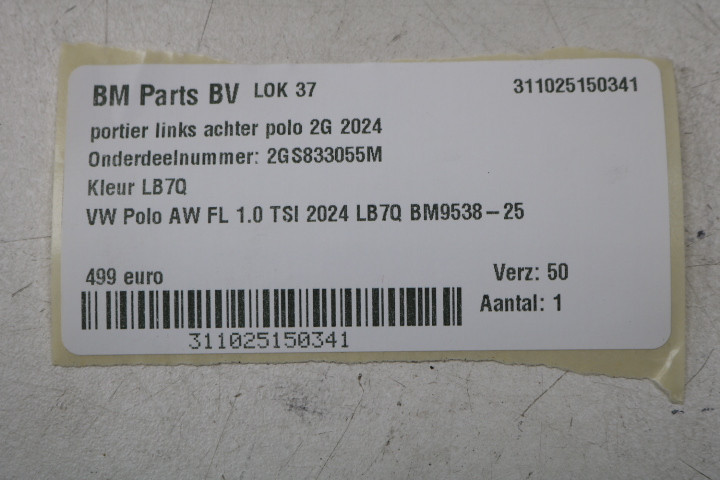 BM Parts BV LOK 37 311025150341
portier links achter polo 2G 2024
Onderdeelnummer: 2GS833055M
Kleur LB7Q
VW Polo AW FL 1.0 TSI 2024 LB7Q BM9538-25
499 euro Verz: 50
Aantal: 1
311025150341